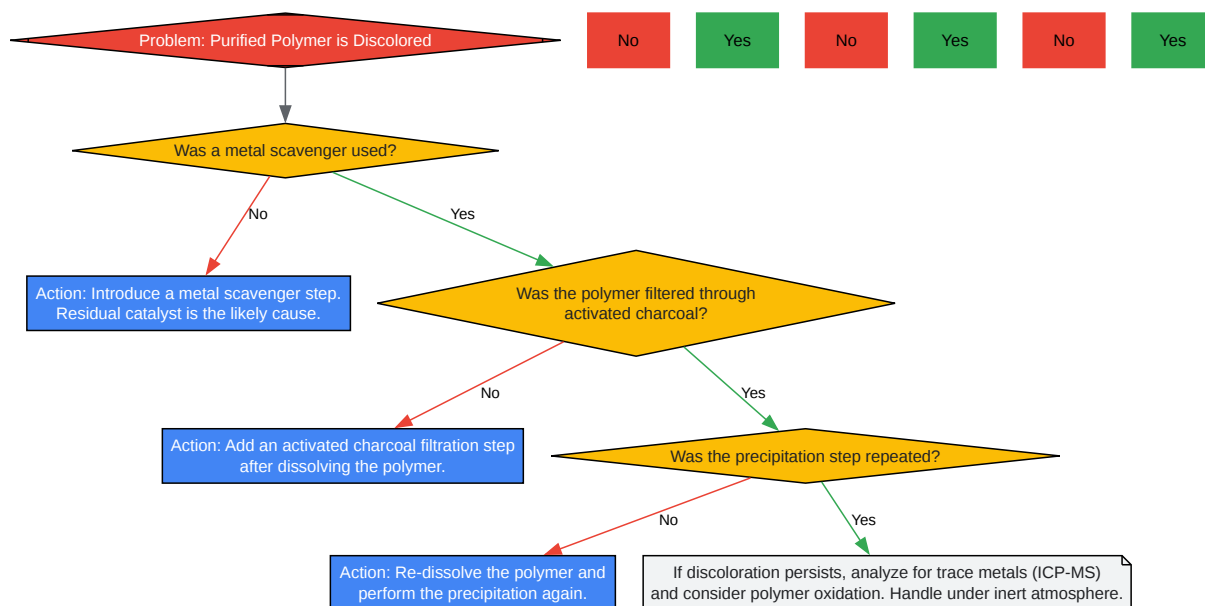 Problem: Purified Polymer is Discolored
No
Yes
No
Yes
No
Yes
Was a metal scavenger used?
No
Yes
Action: Introduce a metal scavenger step.
Residual catalyst is the likely cause.
Was the polymer filtered through
activated charcoal?
No
Yes
Action: Add an activated charcoal filtration step
after dissolving the polymer.
Was the precipitation step repeated?
No
Yes
Action: Re-dissolve the polymer and
perform the precipitation again.
If discoloration persists, analyze for trace metals (ICP-MS)
and consider polymer oxidation. Handle under inert atmosphere.